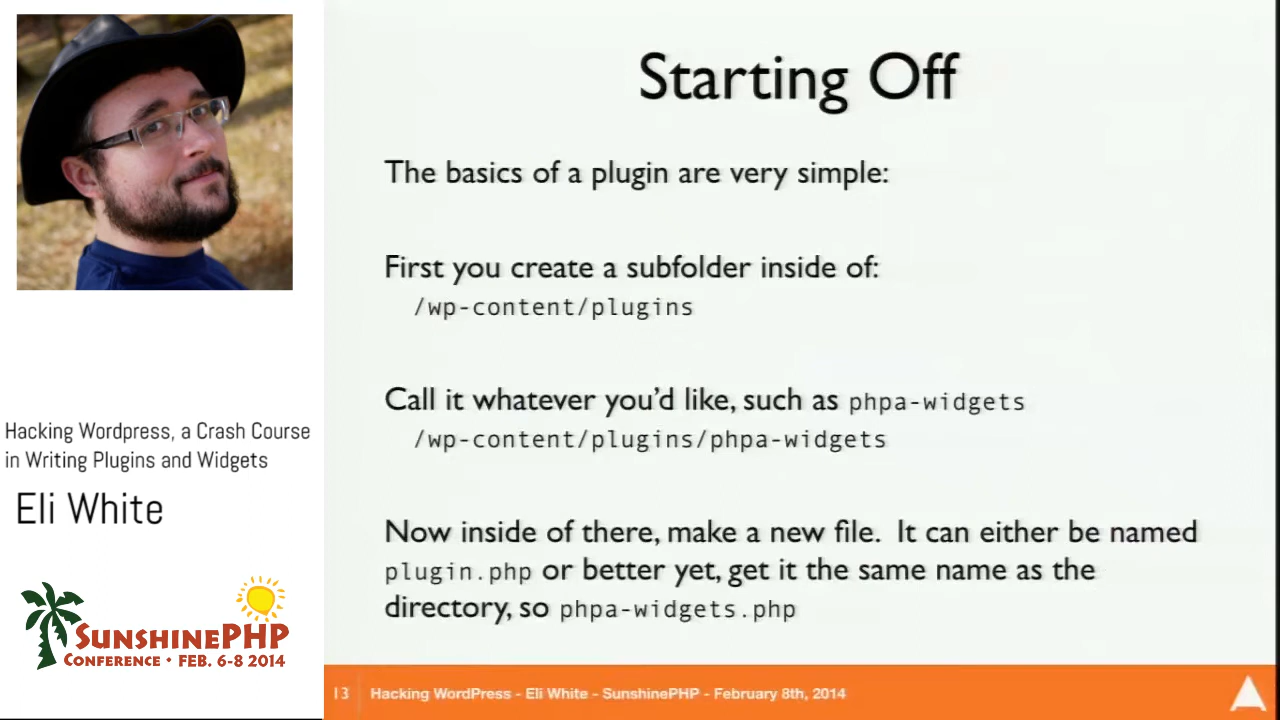 Starting Off
The basics of a plugin are very simple:
First you create a subfolder inside of:
/wp-content/plugins
Call it whatever you’d like, such as phpa-widgets
/wp-content/plugins/phpa-widgets
Now inside of there, make a new file.  It can either be named
plugin.php or better yet, get it the same name as the
directory, so phpa-widgets.php
Hacking Wordpress, a Crash Course
in Writing Plugins and Widgets
Eli White
SUNSHINEPHP
CONFERENCE • FEB. 6-8 2014
13 Hacking WordPress - Eli White - SunshinePHP - February 8th, 2014